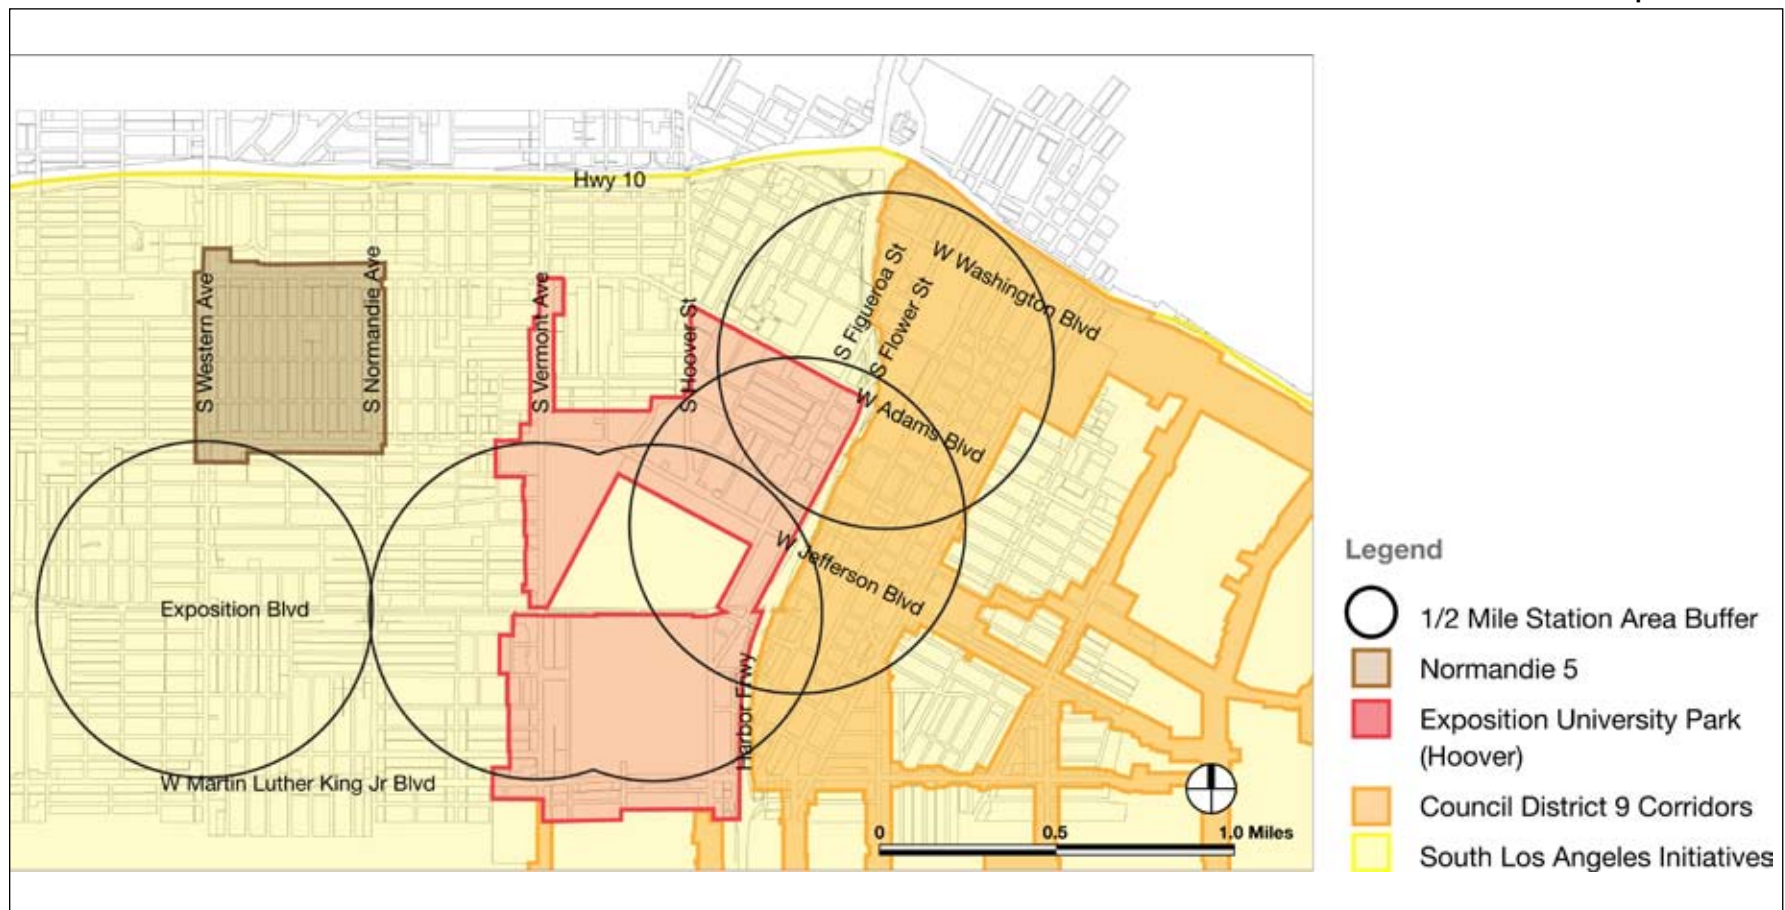 Hwy 10
S Western Ave
S Normandie Ave
S Vermont Ave
S Hoover St
S Figueroa St
S Flower St
W Washington Blvd
W Adams Blvd
W Jefferson Blvd
Exposition Blvd
Harbor Frwy
W Martin Luther King Jr Blvd
0 0.5 1.0 Miles
Legend
1/2 Mile Station Area Buffer
Normandie 5
Exposition University Park
(Hoover)
Council District 9 Corridors
South Los Angeles Initiatives